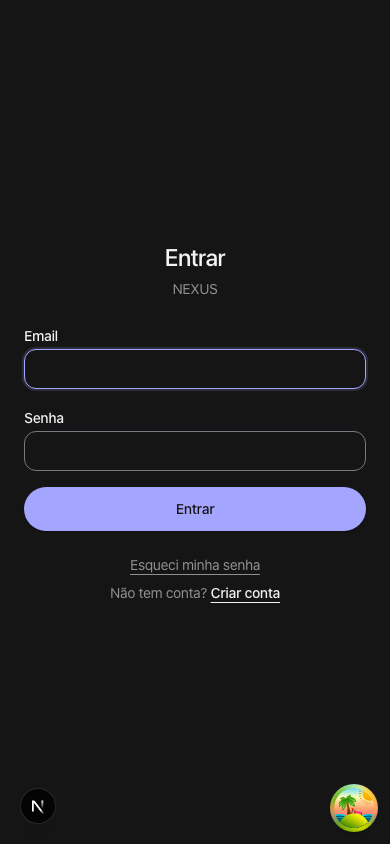 Entrar
NEXUS
Email
Senha
Entrar
Esqueci minha senha
Não tem conta? Criar conta
N